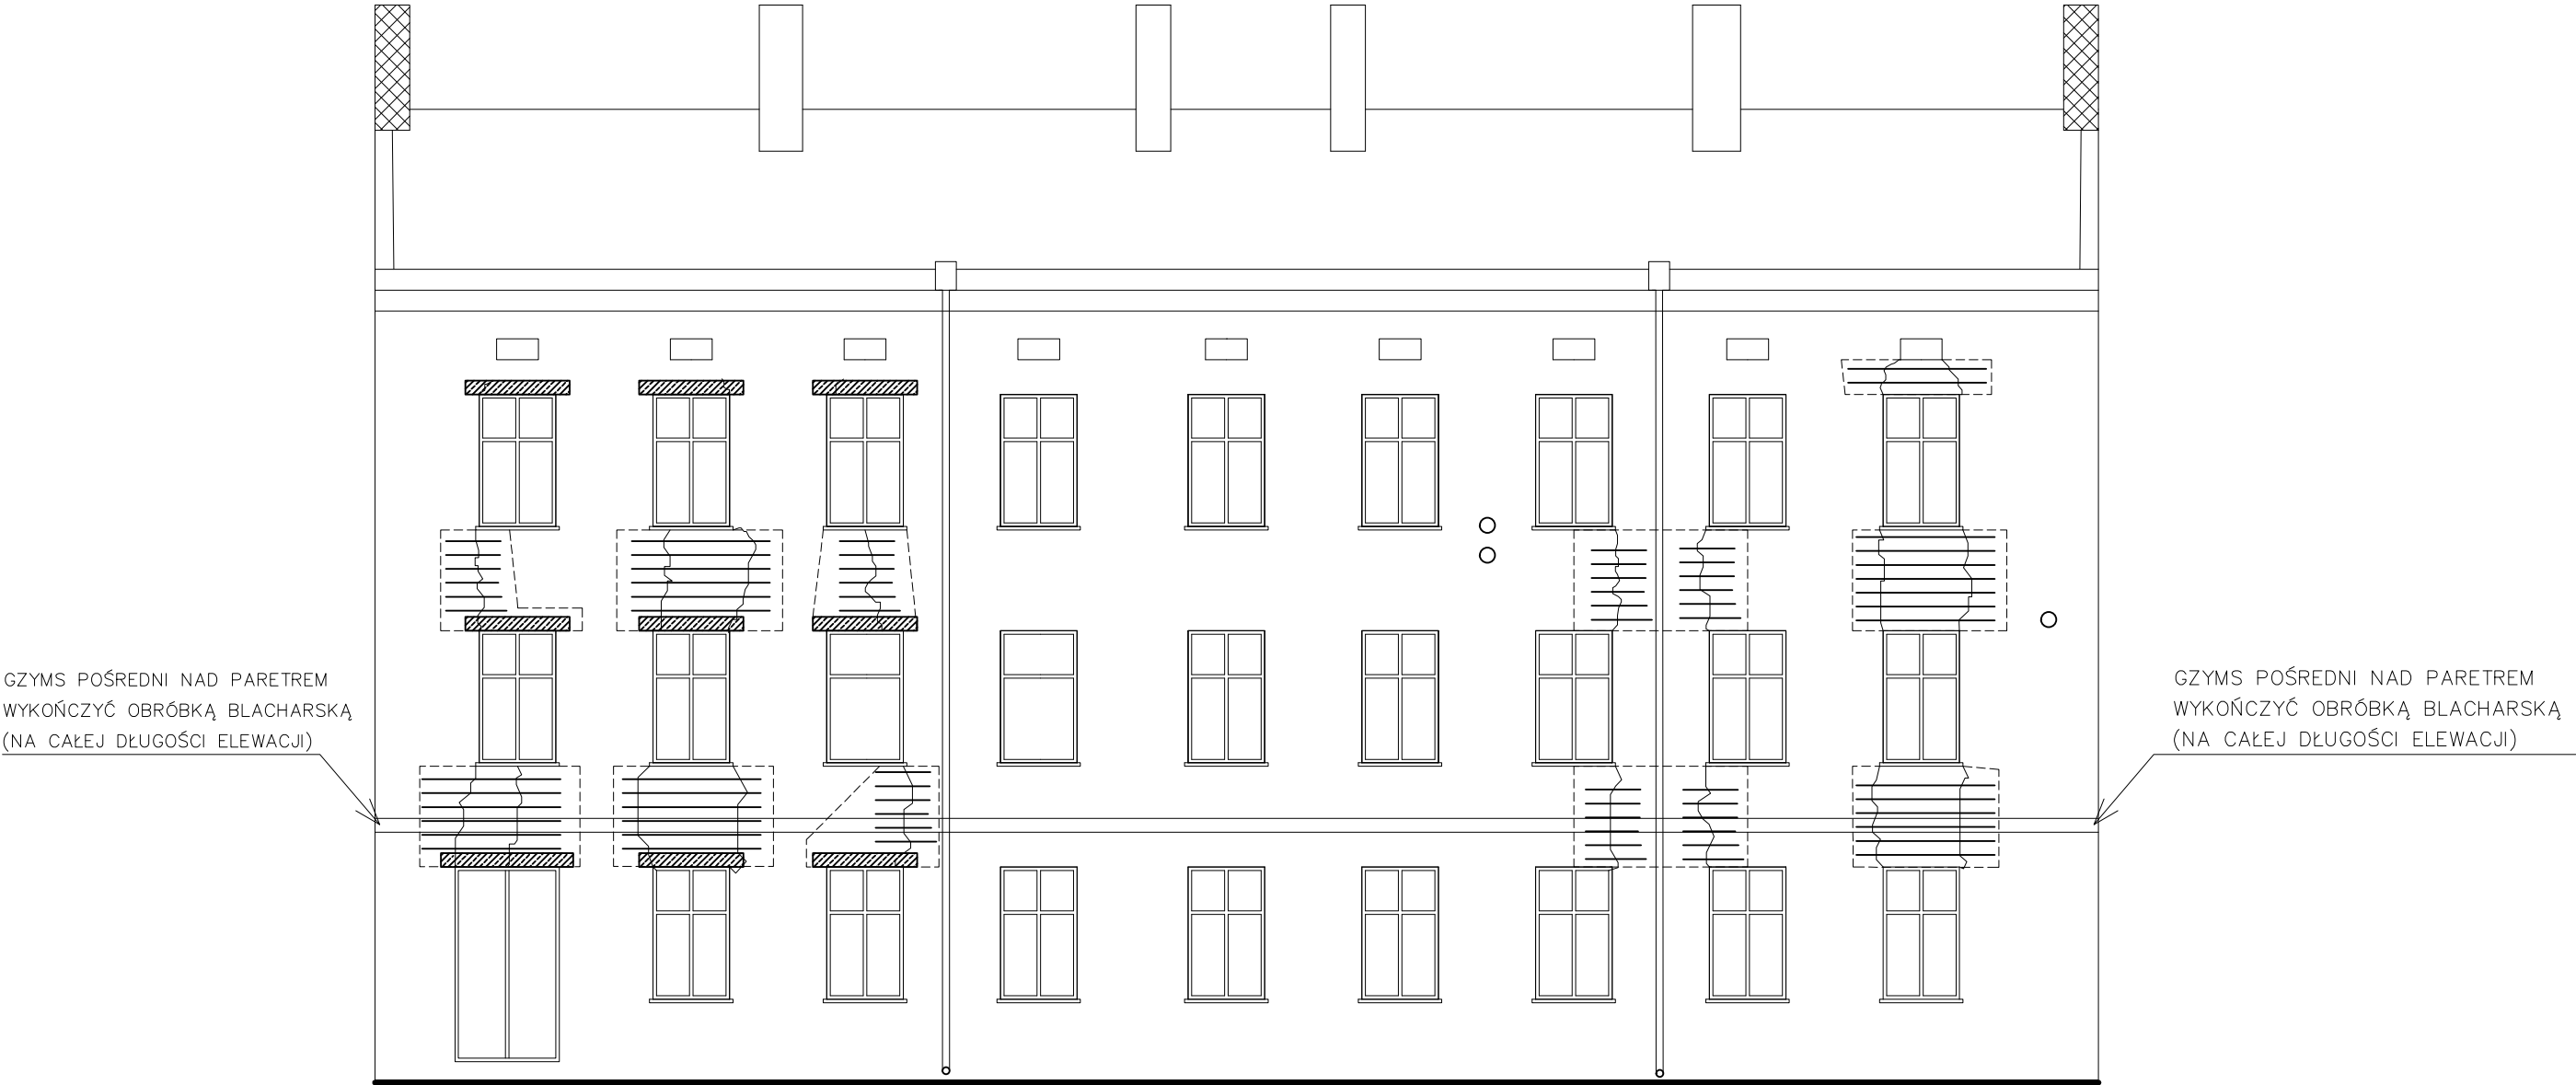 GZYMS POŚREDNI NAD PARETREM
WYKOŃCZYĆ OBRÓBKĄ BLACHARSKĄ
(NA CAŁEJ DŁUGOŚCI ELEWACJI)
GZYMS POŚREDNI NAD PARETREM
WYKOŃCZYĆ OBRÓBKĄ BLACHARSKĄ
(NA CAŁEJ DŁUGOŚCI ELEWACJI)